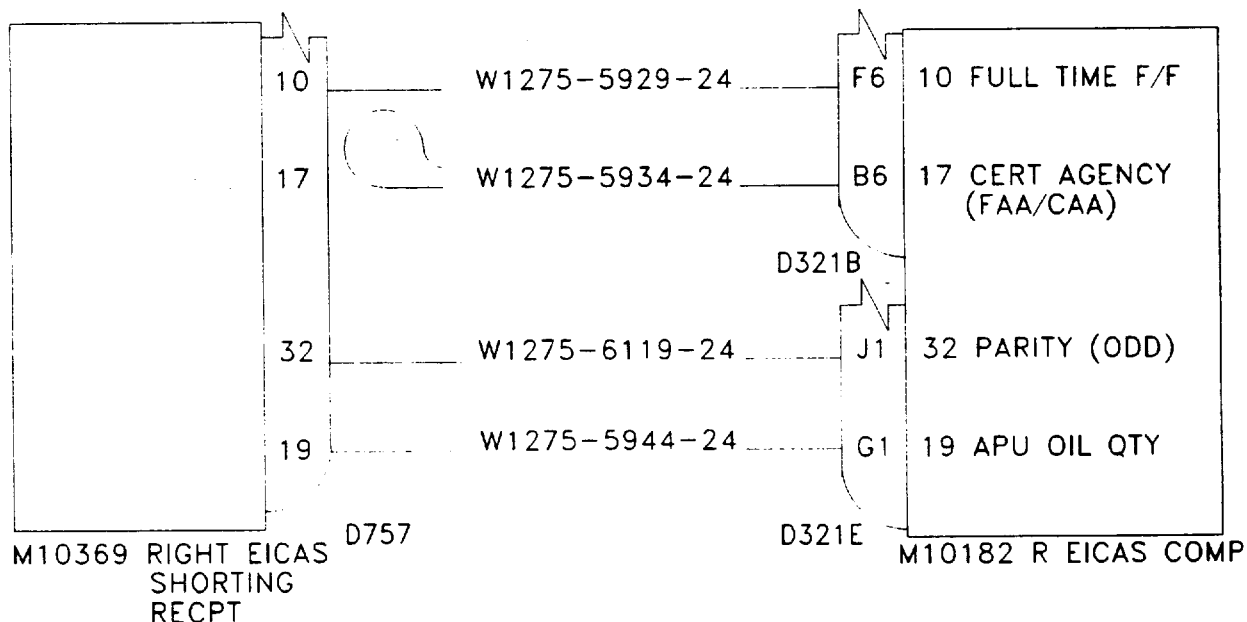 10 W1275-5929-24 F6 10 FULL TIME F/F
17 W1275-5934-24 B6 17 CERT AGENCY
(FAA/CAA)
D321B
32 W1275-6119-24 J1 32 PARITY (ODD)
19 W1275-5944-24 G1 19 APU OIL QTY
D757 D321E
M10369 RIGHT EICAS M10182 R EICAS COMP
SHORTING
RECPT